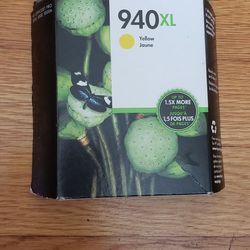 940XL
Yellow
Jaune
UP TO
1.5X MORE
PAGES
JUSQU'À
1,5 FOIS PLUS
DE PAGES